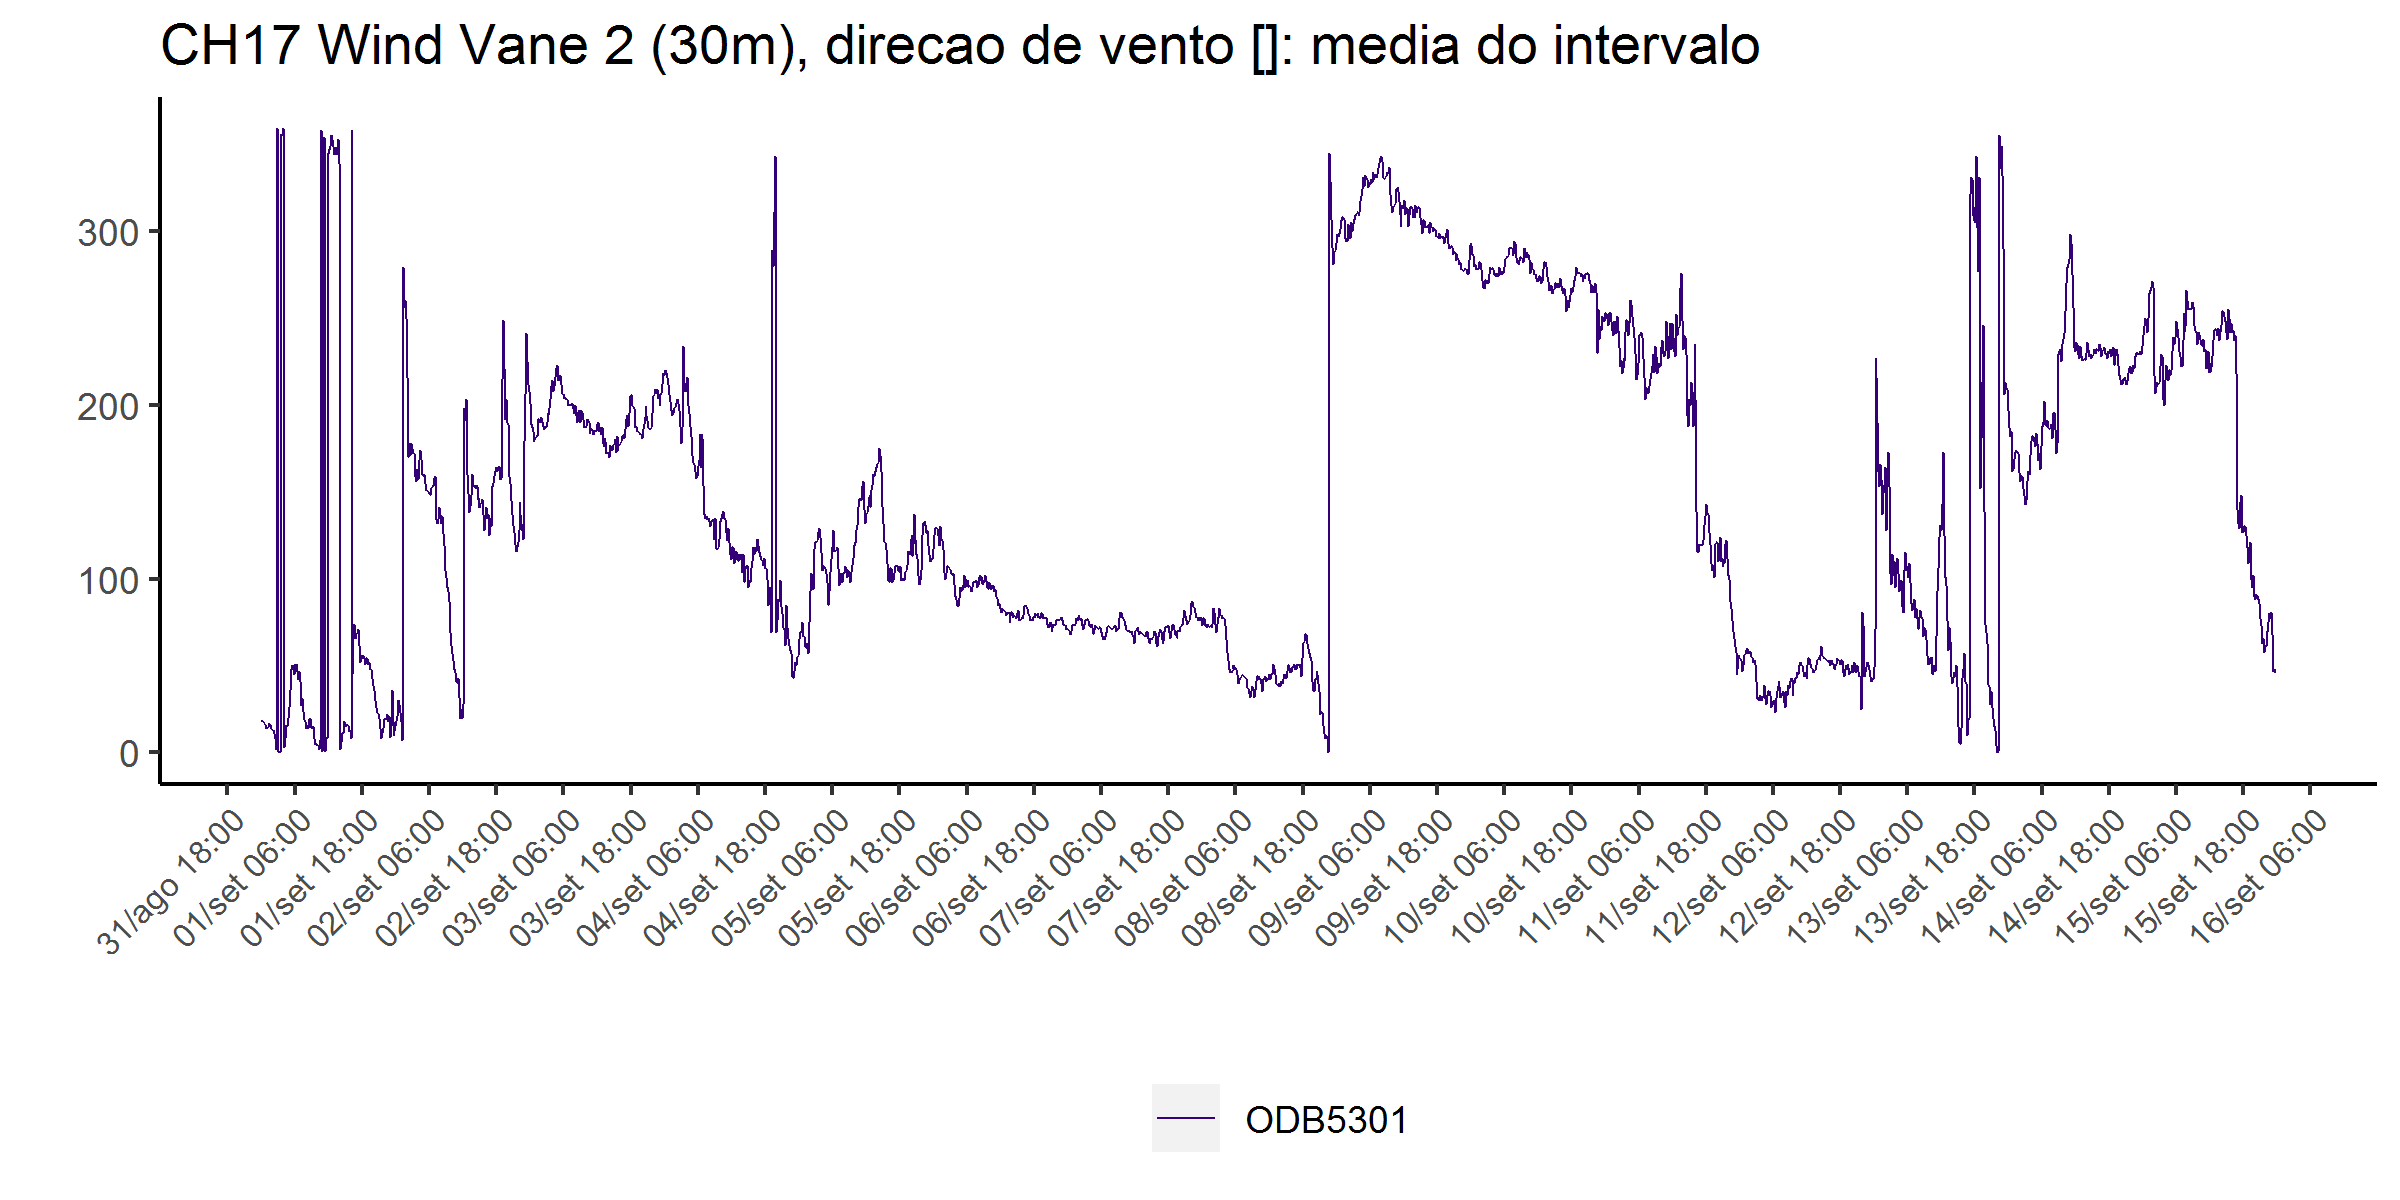 CH17 Wind Vane 2 (30m), direcao de vento []: media do intervalo
300
200
100
0
31/ago 18:00
01/set 06:00
01/set 18:00
02/set 06:00
02/set 18:00
03/set 06:00
03/set 18:00
04/set 06:00
04/set 18:00
05/set 06:00
05/set 18:00
06/set 06:00
06/set 18:00
07/set 06:00
07/set 18:00
08/set 06:00
08/set 18:00
09/set 06:00
09/set 18:00
10/set 06:00
10/set 18:00
11/set 06:00
11/set 18:00
12/set 06:00
12/set 18:00
13/set 06:00
13/set 18:00
14/set 06:00
14/set 18:00
15/set 06:00
15/set 18:00
16/set 06:00
ODB5301